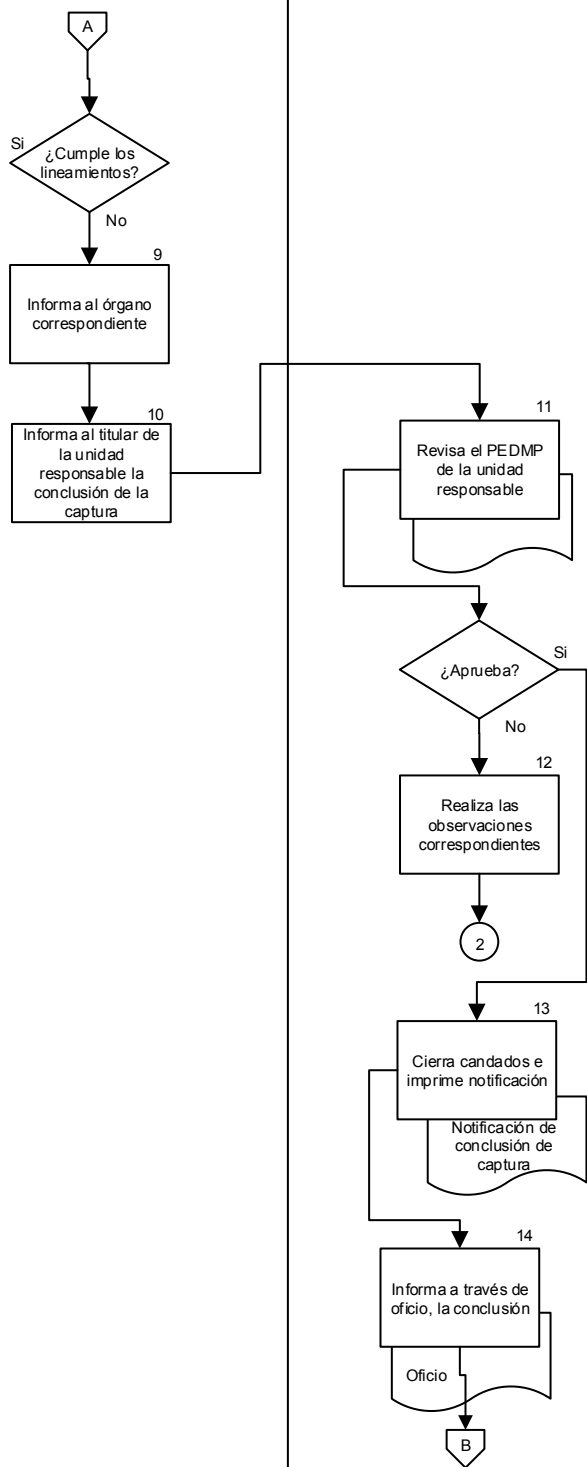 A
Si
¿Cumple los
lineamientos?
No
9
Informa al órgano
correspondiente
10
Informa al titular de
la unidad
responsable la
conclusión de la
captura
11
Revisa el PEDMP
de la unidad
responsable
¿Aprueba?
Si
No
12
Realiza las
observaciones
correspondientes
2
13
Cierra candados e
imprime notificación
Notificación de
conclusión de
captura
14
Informa a través de
oficio, la conclusión
Oficio
B